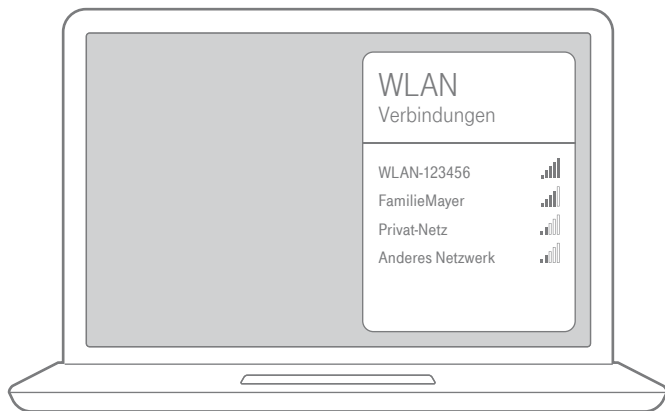 WLAN
Verbindungen
WLAN-123456
FamilieMayer
Privat-Netz
Anderes Netzwerk